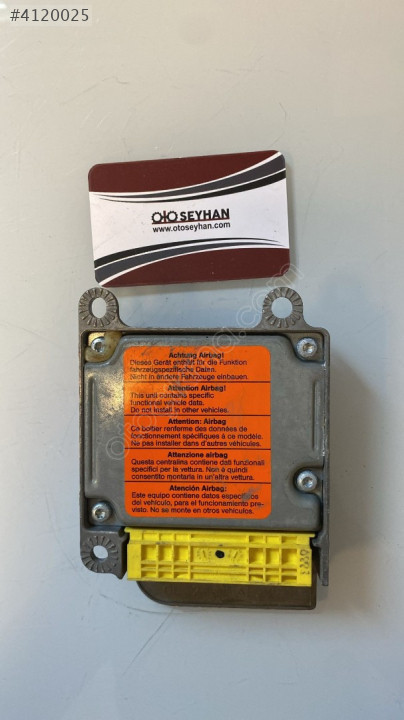 #4120025
OTO SEYHAN
www.otoseyhan.com
Achtung Airbag!
Dieses Gerät enthält für die Funktion
fahrzeugspezifische Daten.
Nicht in andere Fahrzeuge einbauen.
Attention Airbag!
This unit contains specific
functional vehicle data.
Do not install in other vehicles.
Attention: Airbag
Ce boîtier renferme des données de
fonctionnement spécifiques à ce modèle.
Ne pas installer dans d'autres véhicules.
Attenzione airbag
Questa centralina contiene dati funzionali
specifici per la vettura. Non è quindi
consentito montarla in un'altra vettura.
Atención Airbag:
Este equipo contiene datos específicos
del vehículo, para el funcionamiento pre-
visto. No se monte en otros vehículos.